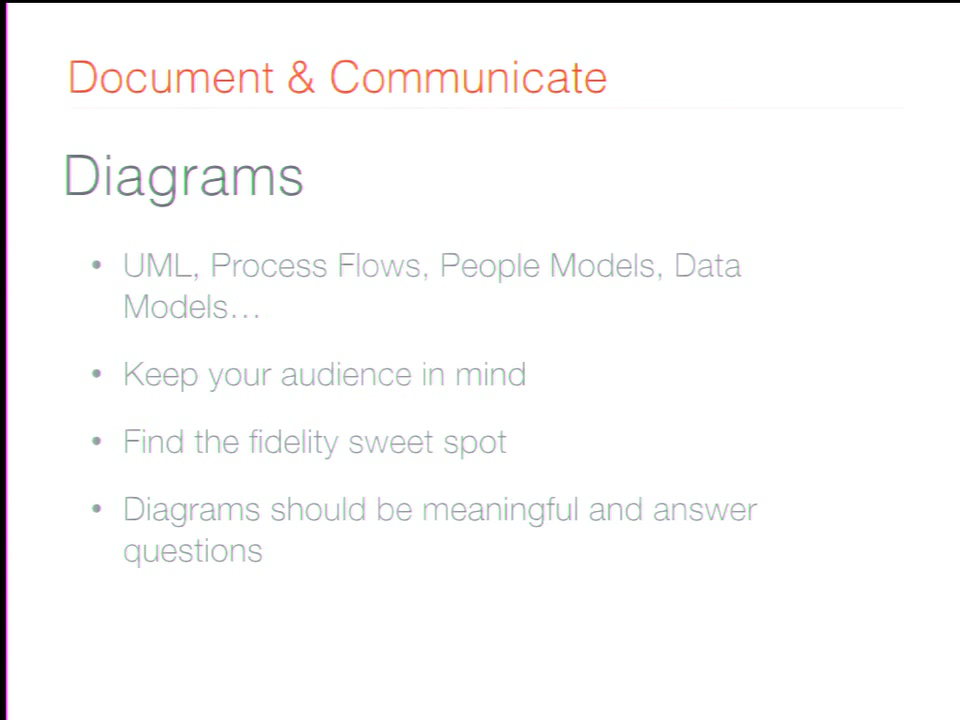 Document & Communicate
Diagrams
• UML, Process Flows, People Models, Data
Models…
• Keep your audience in mind
• Find the fidelity sweet spot
• Diagrams should be meaningful and answer
questions